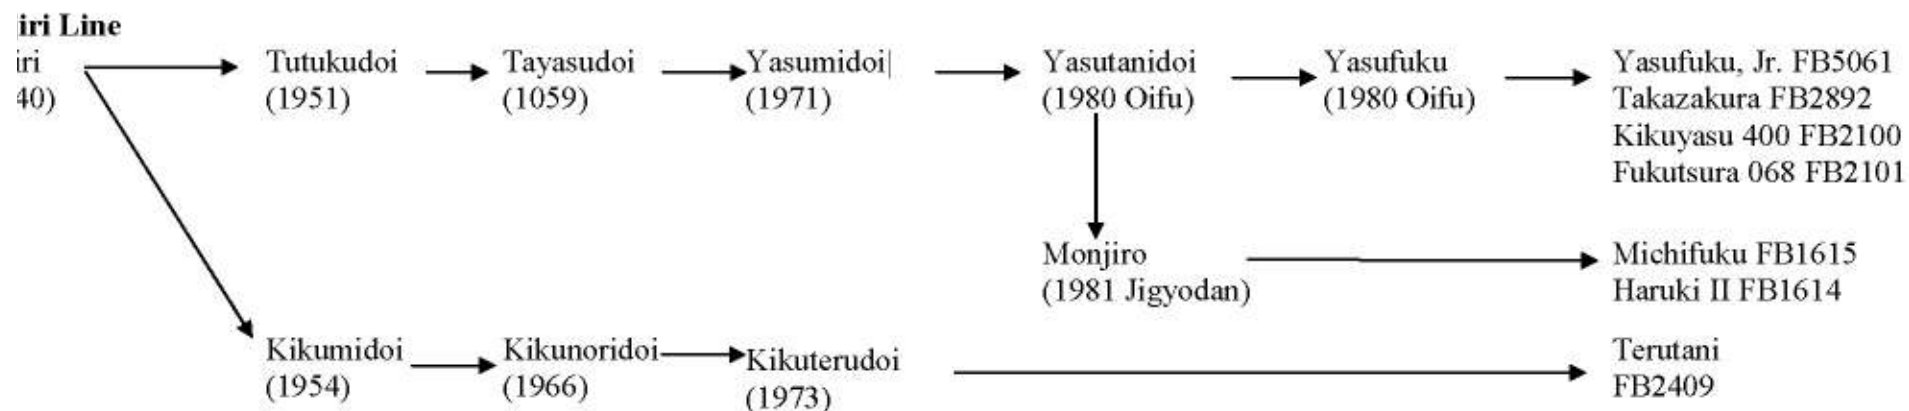 iri Line
iri
40)
Tutukudoi
(1951)
Tayasudoi
(1059)
Yasumidoi
(1971)
Yasutanidoi
(1980 Oifu)
Yasufuku
(1980 Oifu)
Yasufuku, Jr. FB5061
Takazakura FB2892
Kikuyasu 400 FB2100
Fukutsura 068 FB2101
Monjiro
(1981 Jigyodan)
Michifuku FB1615
Haruki II FB1614
Kikumidoi
(1954)
Kikunoridoi
(1966)
Kikuterudoi
(1973)
Terutani
FB2409